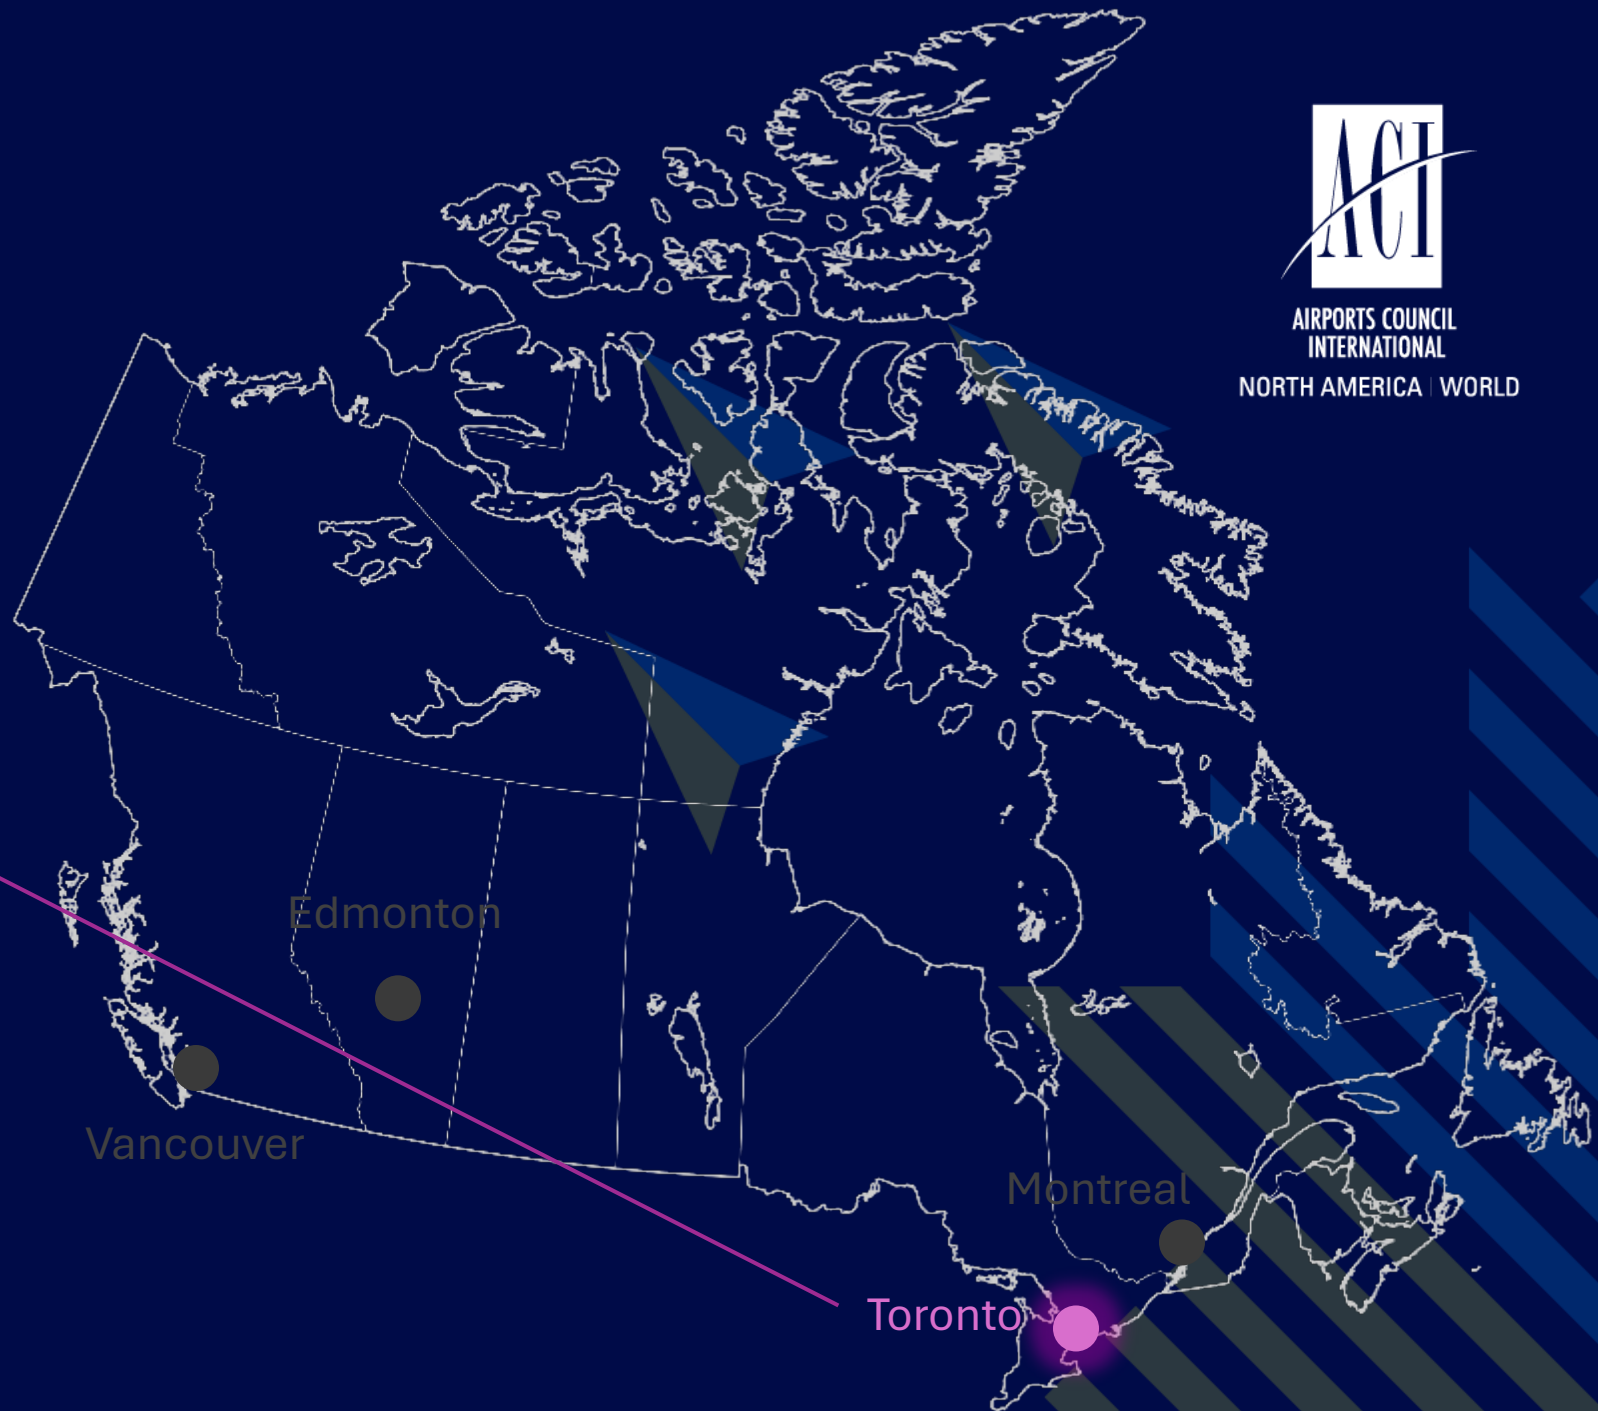 ACI
AIRPORTS COUNCIL
INTERNATIONAL
NORTH AMERICA | WORLD
Edmonton
Vancouver
Montreal
Toronto